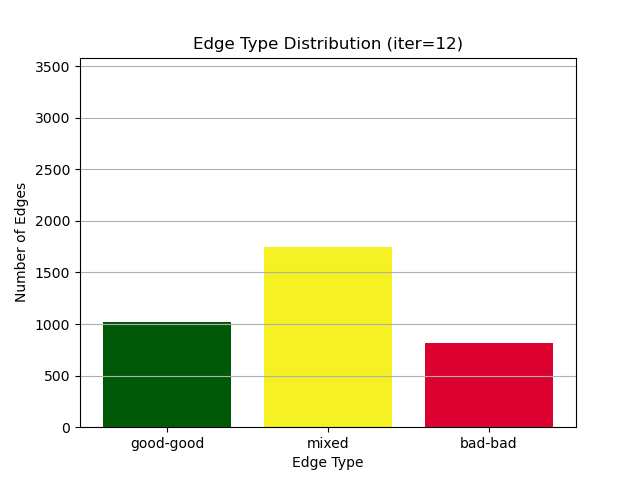 Edge Type Distribution (iter=12)
3500
3000
2500
2000
1500
1000
500
0
Number of Edges
good-good mixed bad-bad
Edge Type